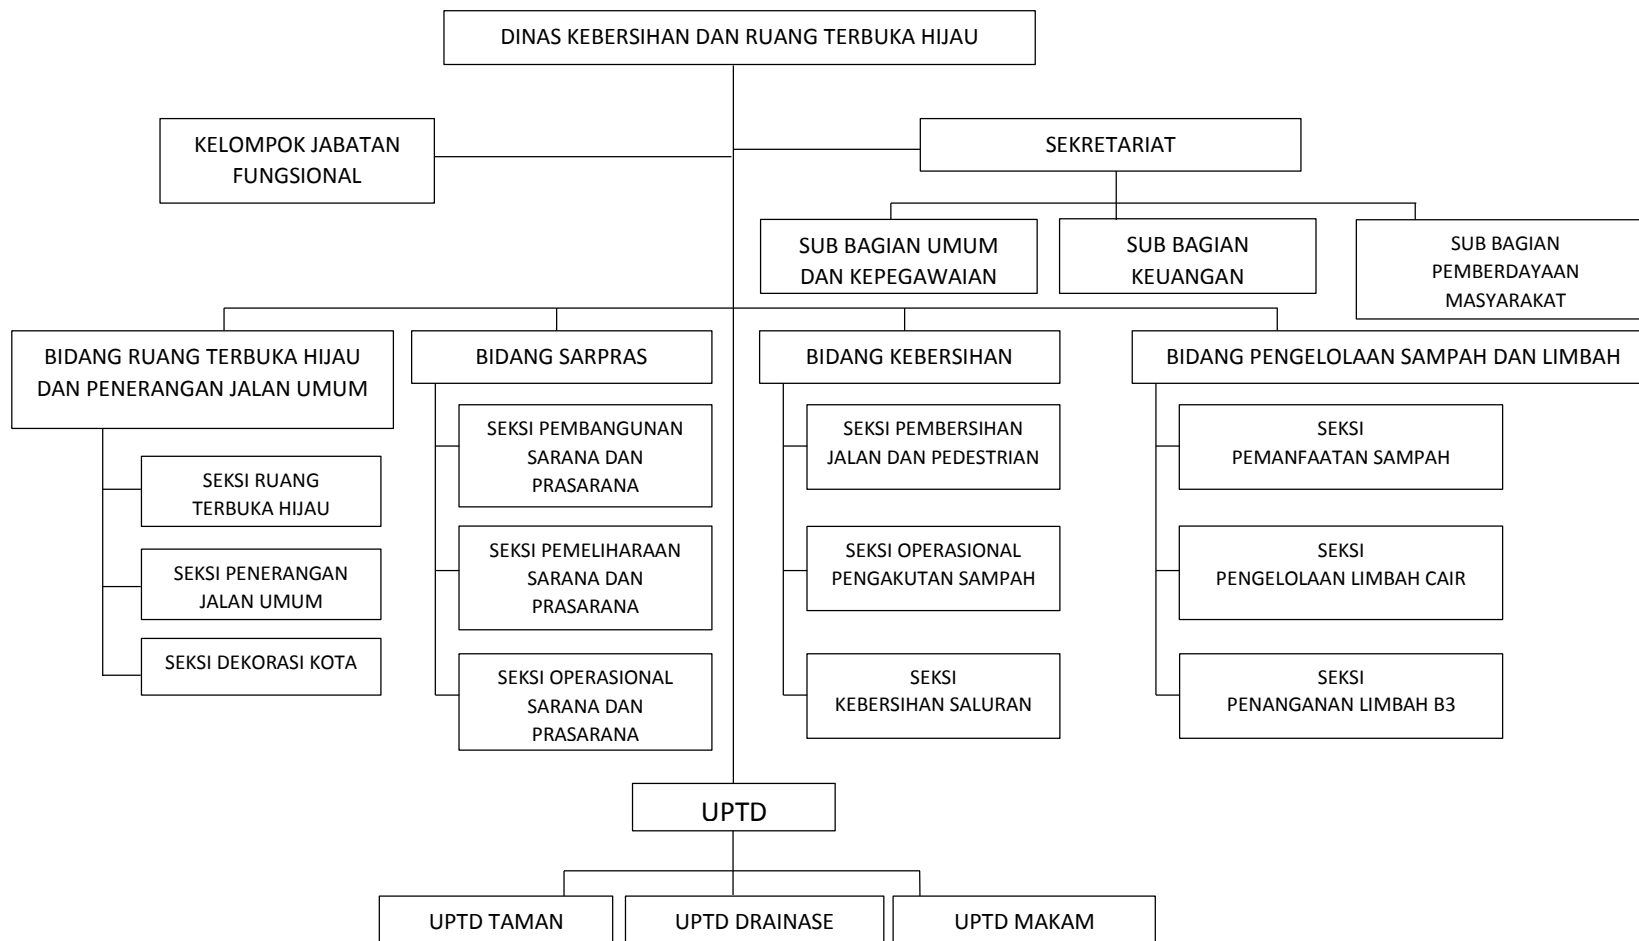 DINAS KEBERSIHAN DAN RUANG TERBUKA HIJAU
KELOMPOK JABATAN
FUNGSIONAL
SEKRETARIAT
SUB BAGIAN UMUM
DAN KEPEGAWAIAN
SUB BAGIAN
KEUANGAN
SUB BAGIAN
PEMBERDAYAAN
MASYARAKAT
BIDANG RUANG TERBUKA HIJAU
DAN PENERANGAN JALAN UMUM
SEKSI RUANG
TERBUKA HIJAU
SEKSI PENERANGAN
JALAN UMUM
SEKSI DEKORASI KOTA
BIDANG SARPRAS
SEKSI PEMBANGUNAN
SARANA DAN
PRASARANA
SEKSI PEMELIHARAAN
SARANA DAN
PRASARANA
SEKSI OPERASIONAL
SARANA DAN
PRASARANA
BIDANG KEBERSIHAN
SEKSI PEMBERSIHAN
JALAN DAN PEDESTRIAN
SEKSI OPERASIONAL
PENGAKUTAN SAMPAH
SEKSI
KEBERSIHAN SALURAN
BIDANG PENGELOLAAN SAMPAH DAN LIMBAH
SEKSI
PEMANFAATAN SAMPAH
SEKSI
PENGELOLAAN LIMBAH CAIR
SEKSI
PENANGANAN LIMBAH B3
UPTD
UPTD TAMAN
UPTD DRAINASE
UPTD MAKAM